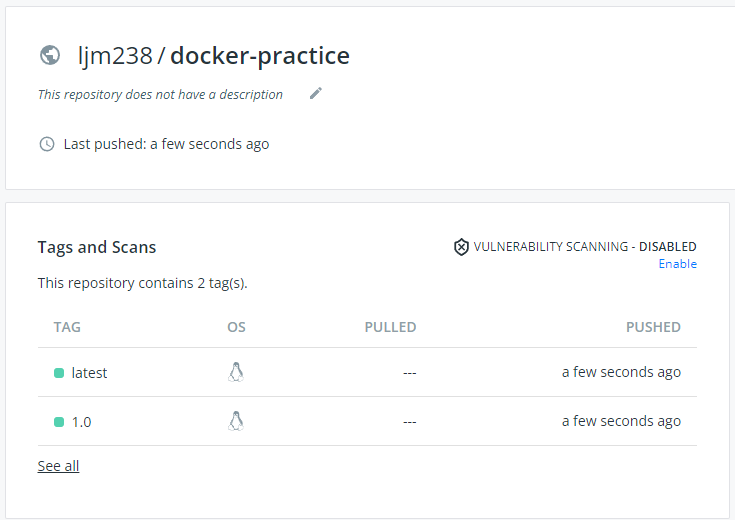 ljm238 / docker-practice
This repository does not have a description
Last pushed: a few seconds ago
Tags and Scans
VULNERABILITY SCANNING - DISABLED
Enable
This repository contains 2 tag(s).
TAG OS PULLED PUSHED
latest --- a few seconds ago
1.0 --- a few seconds ago
See all